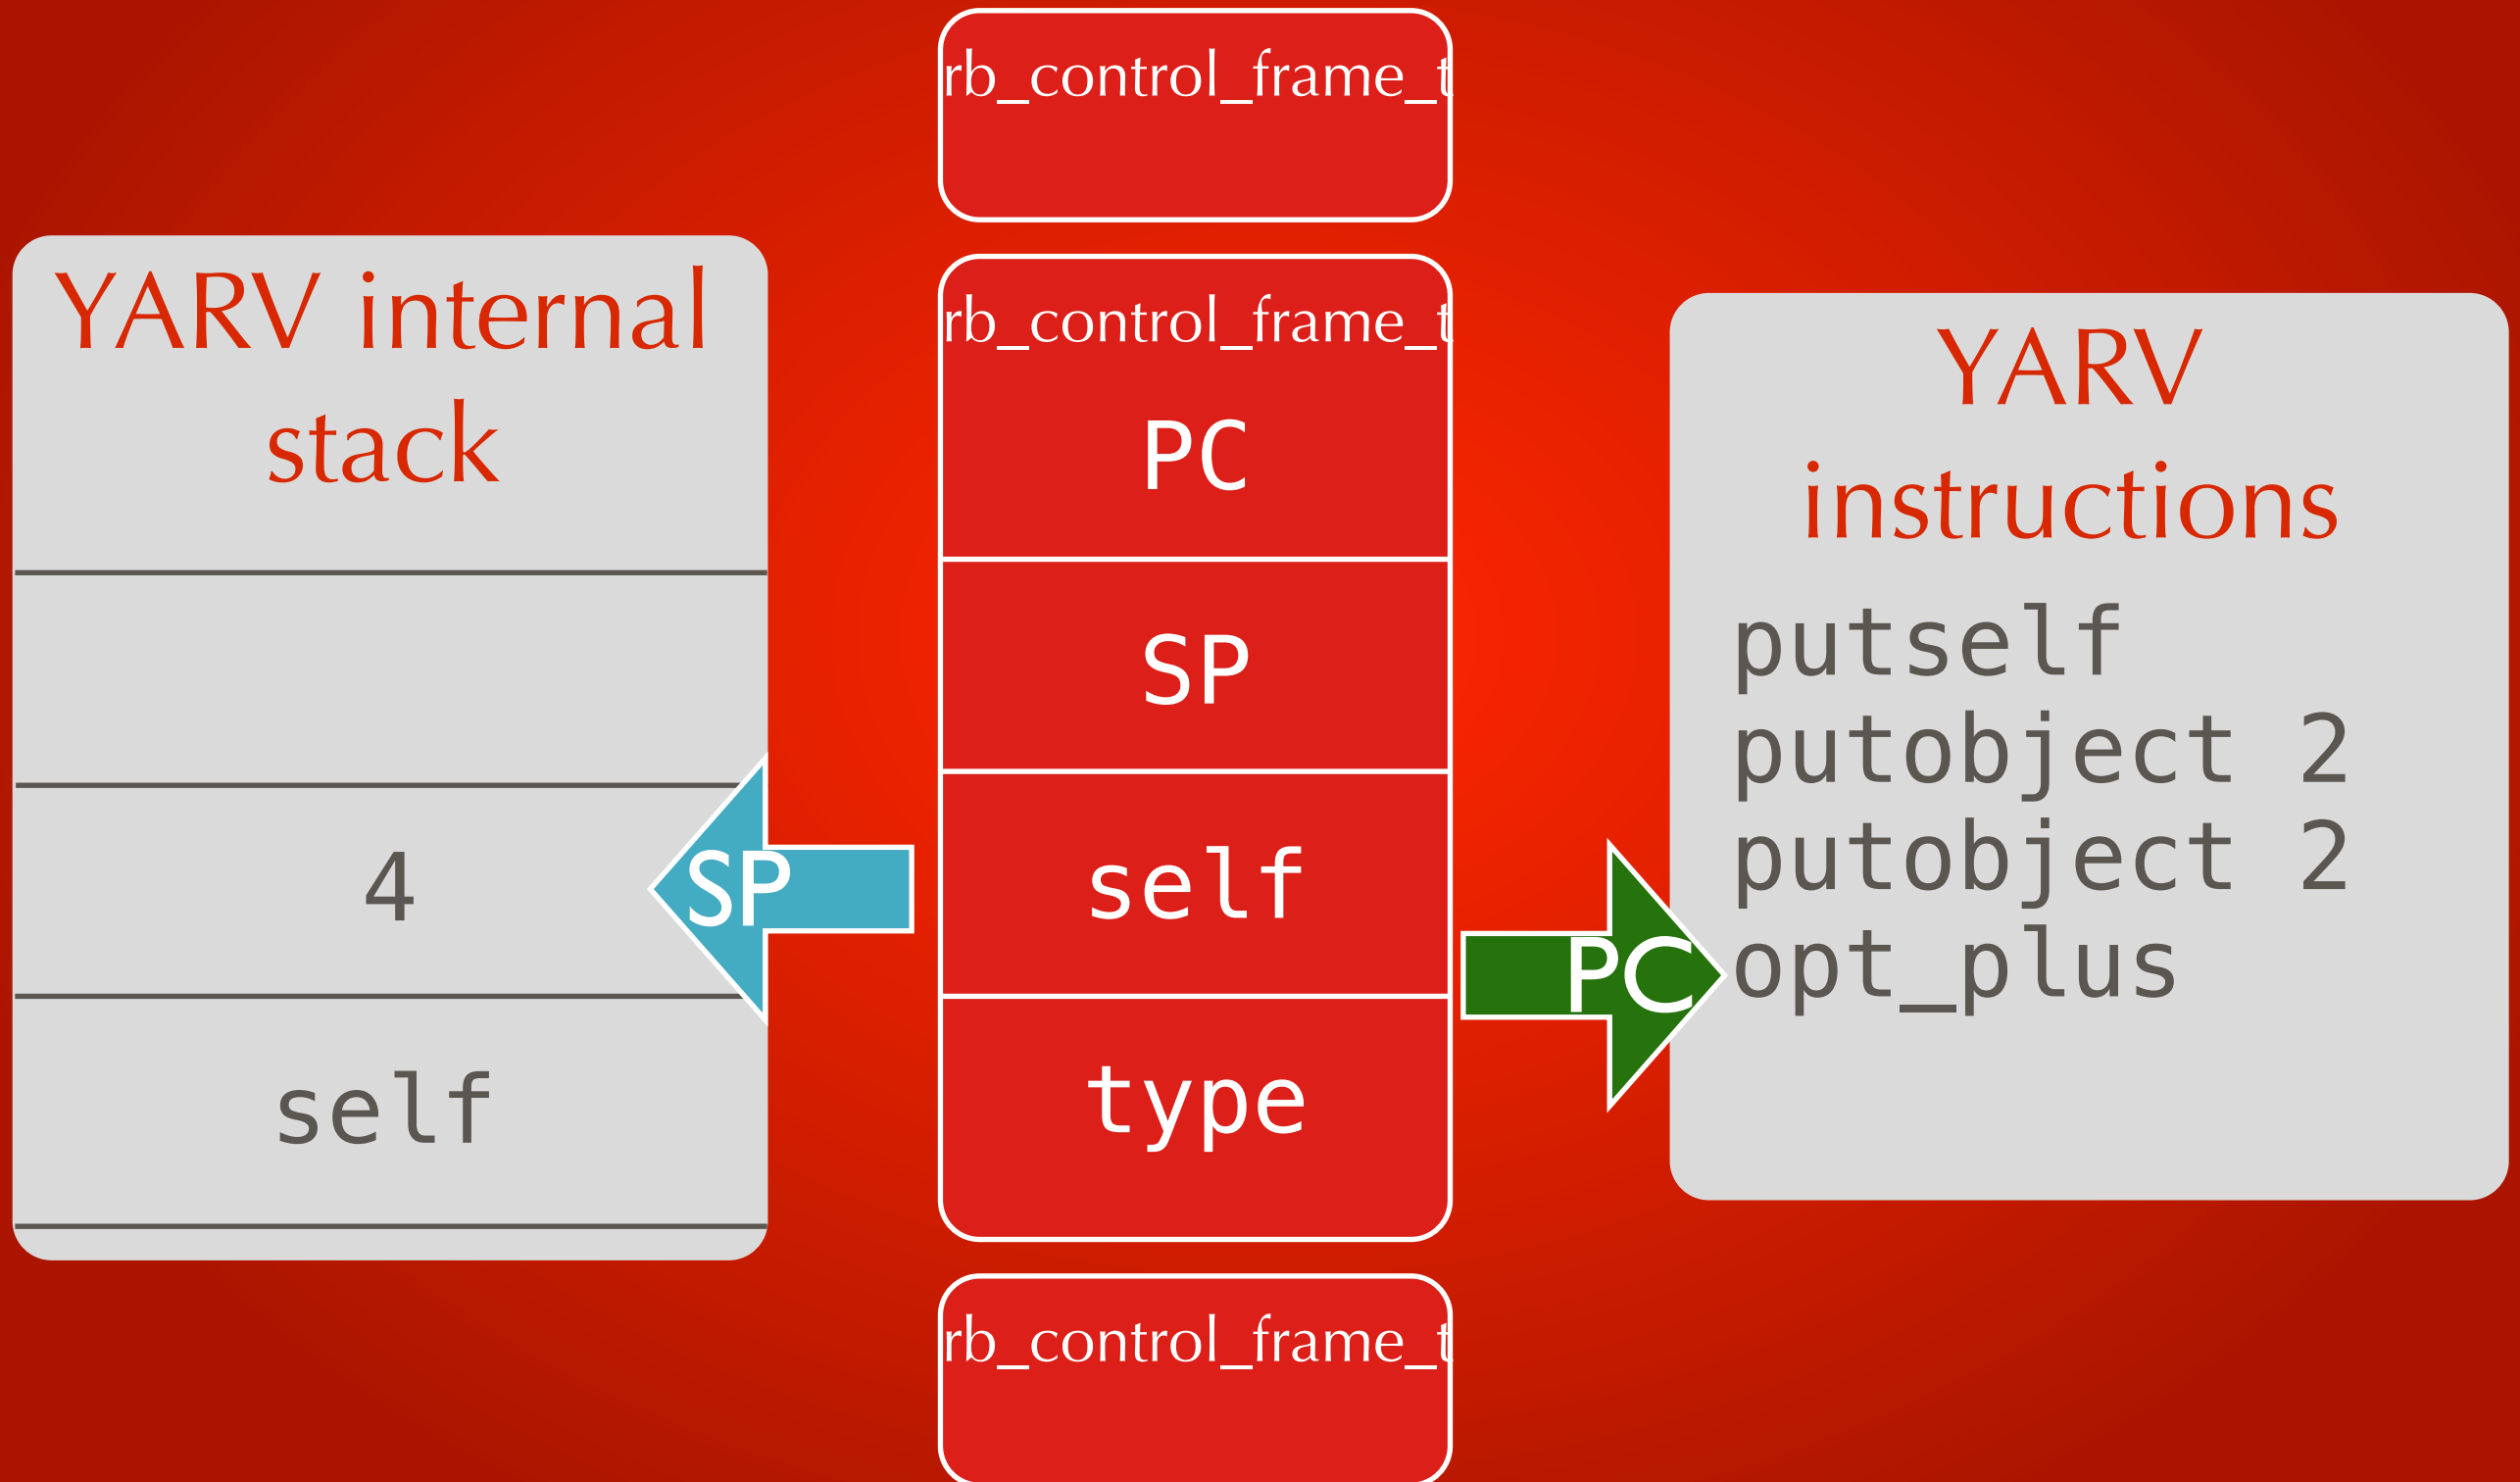 rb_control_frame_t
YARV internal
stack
4
self
SP
rb_control_frame_t
PC
SP
self
type
PC
YARV
instructions
putself
putobject 2
putobject 2
opt_plus
rb_control_frame_t